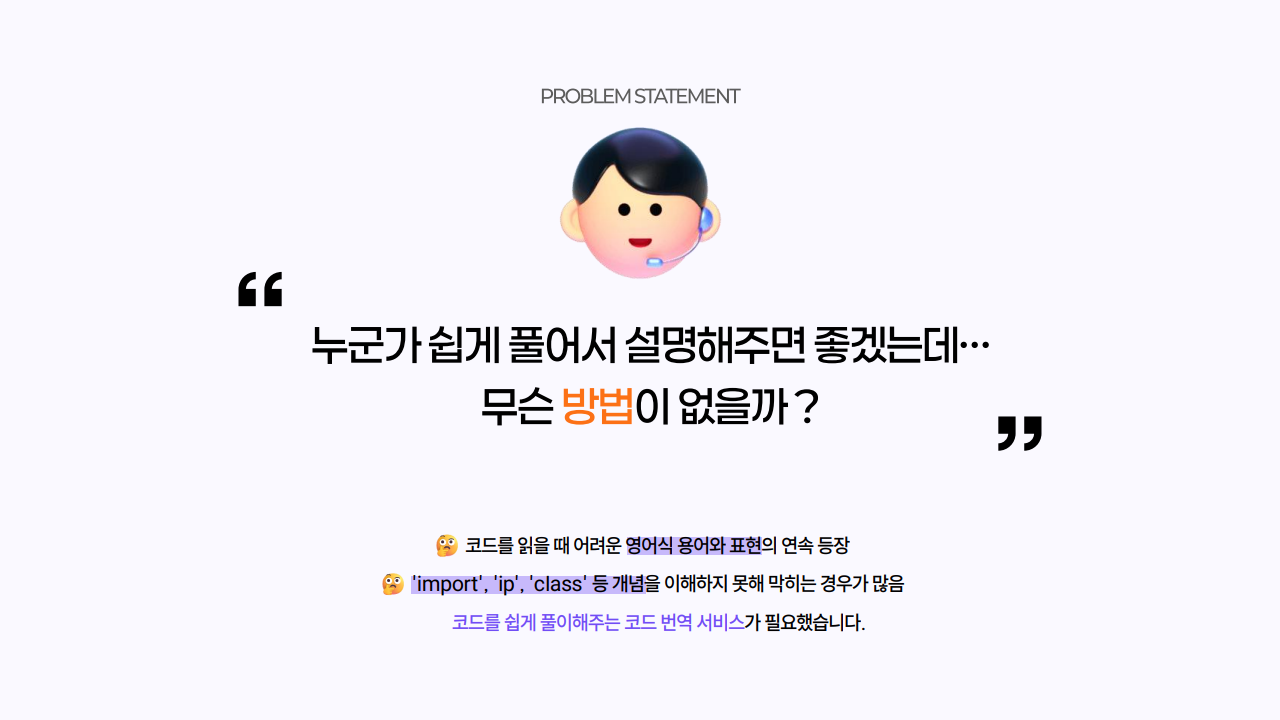 PROBLEM STATEMENT
“
누군가 쉽게 풀어서 설명해주면 좋겠는데…
무슨 방법이 없을까 ?
”
🤔 코드를 읽을 때 어려운 영어식 용어와 표현의 연속 등장
🤔 'import', 'ip', 'class' 등 개념을 이해하지 못해 막히는 경우가 많음
코드를 쉽게 풀이해주는 코드 번역 서비스가 필요했습니다.